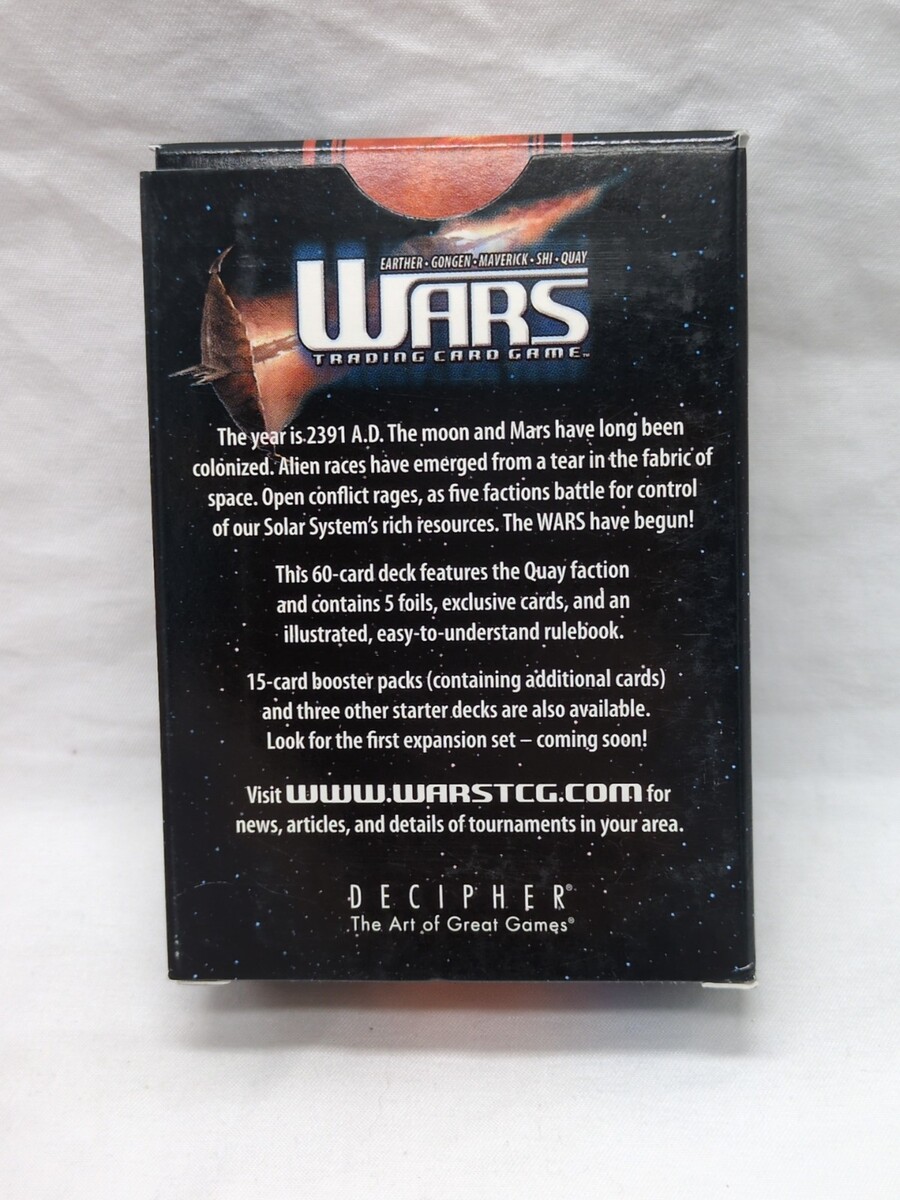 EARTHER • GONGEN • MAVERICK • SHI • QUAY
WARS
TRADING CARD GAME™
The year is 2391 A.D. The moon and Mars have long been
colonized. Alien races have emerged from a tear in the fabric of
space. Open conflict rages, as five factions battle for control
of our Solar System's rich resources. The WARS have begun!
This 60-card deck features the Quay faction
and contains 5 foils, exclusive cards, and an
illustrated, easy-to-understand rulebook.
15-card booster packs (containing additional cards)
and three other starter decks are also available.
Look for the first expansion set – coming soon!
Visit WWW.WARSTCG.COM for
news, articles, and details of tournaments in your area.
DECIPHER®
The Art of Great Games®